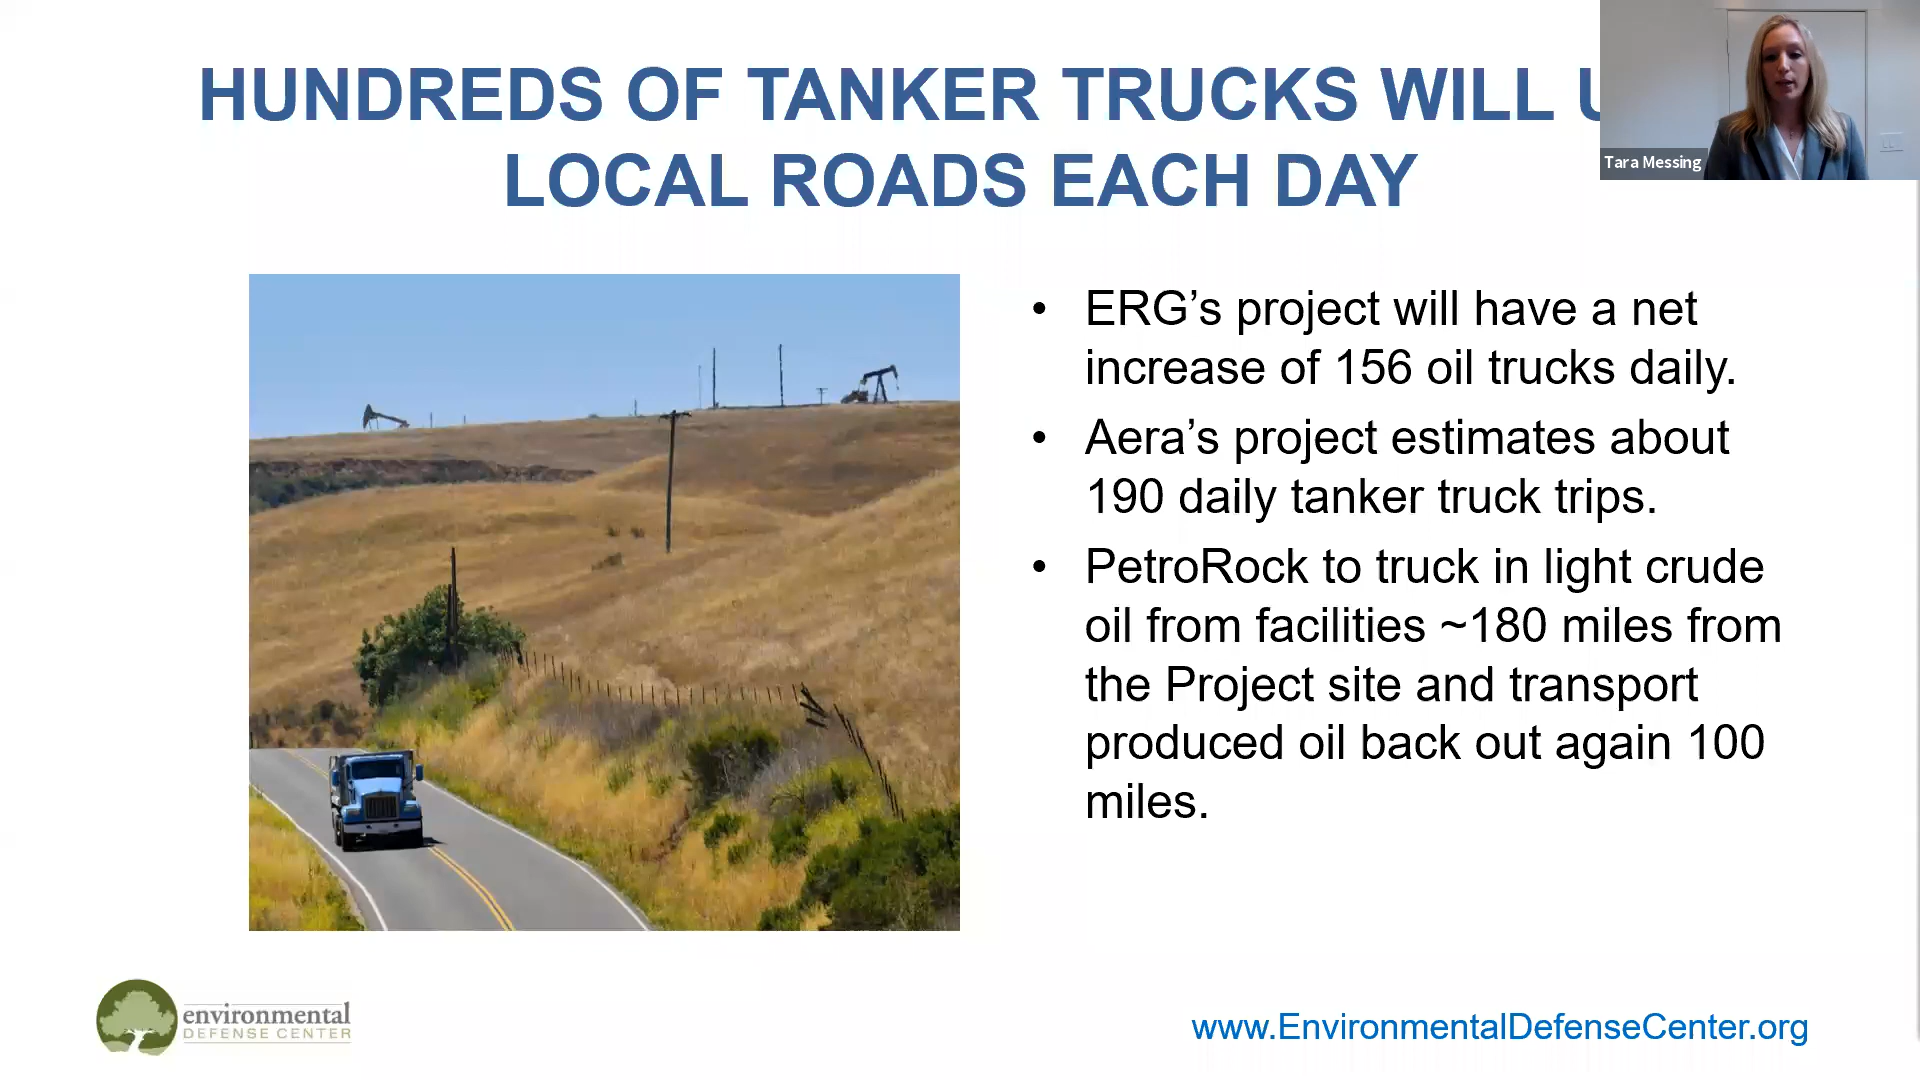 HUNDREDS OF TANKER TRUCKS WILL
LOCAL ROADS EACH DAY
Tara Messing
• ERG’s project will have a net
increase of 156 oil trucks daily.
• Aera’s project estimates about
190 daily tanker truck trips.
• PetroRock to truck in light crude
oil from facilities ~180 miles from
the Project site and transport
produced oil back out again 100
miles.
environmental
DEFENSE CENTER
www.EnvironmentalDefenseCenter.org